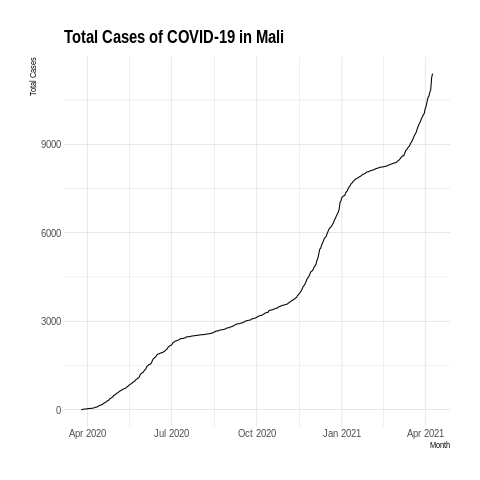 Total Cases of COVID-19 in Mali
Total Cases
9000
6000
3000
0
Apr 2020 Jul 2020 Oct 2020 Jan 2021 Apr 2021
Month